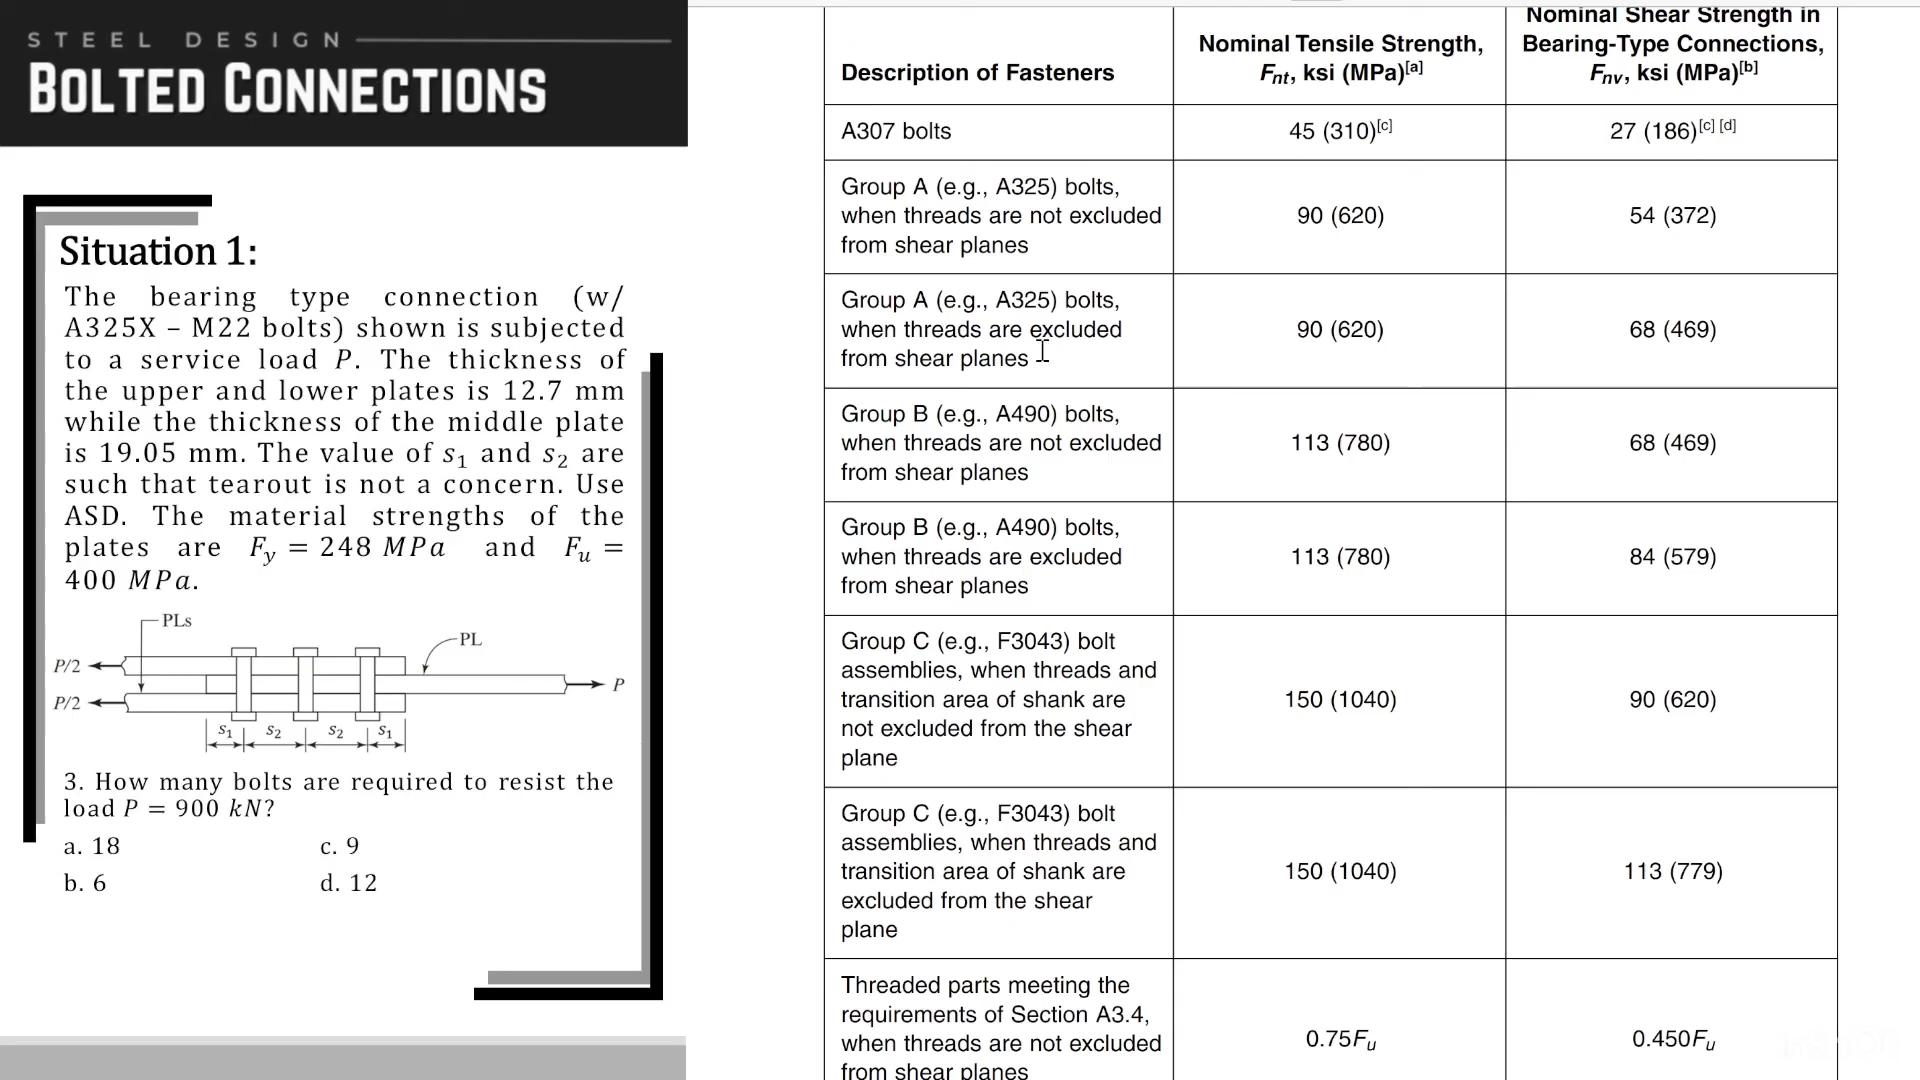 STEEL DESIGN
BOLTED CONNECTIONS
Situation 1:
The bearing type connection (w/
A325X – M22 bolts) shown is subjected
to a service load P. The thickness of
the upper and lower plates is 12.7 mm
while the thickness of the middle plate
is 19.05 mm. The value of s₁ and s₂ are
such that tearout is not a concern. Use
ASD. The material strengths of the
plates are Fy = 248 MPa and Fu =
400 MPa.
PLs
PL
P/2
P
P/2
s₁ s₂ s₂ s₁
3. How many bolts are required to resist the
load P = 900 kN?
a. 18 c. 9
b. 6 d. 12
Description of Fasteners
Nominal Tensile Strength,
Fnt, ksi (MPa)[a]
Nominal Shear Strength in
Bearing-Type Connections,
Fnv, ksi (MPa)[b]
A307 bolts
45 (310)[c]
27 (186)[c] [d]
Group A (e.g., A325) bolts,
when threads are not excluded
from shear planes
90 (620)
54 (372)
Group A (e.g., A325) bolts,
when threads are excluded
from shear planes
90 (620)
68 (469)
Group B (e.g., A490) bolts,
when threads are not excluded
from shear planes
113 (780)
68 (469)
Group B (e.g., A490) bolts,
when threads are excluded
from shear planes
113 (780)
84 (579)
Group C (e.g., F3043) bolt
assemblies, when threads and
transition area of shank are
not excluded from the shear
plane
150 (1040)
90 (620)
Group C (e.g., F3043) bolt
assemblies, when threads and
transition area of shank are
excluded from the shear
plane
150 (1040)
113 (779)
Threaded parts meeting the
requirements of Section A3.4,
when threads are not excluded
from shear planes
0.75Fu
0.450Fu